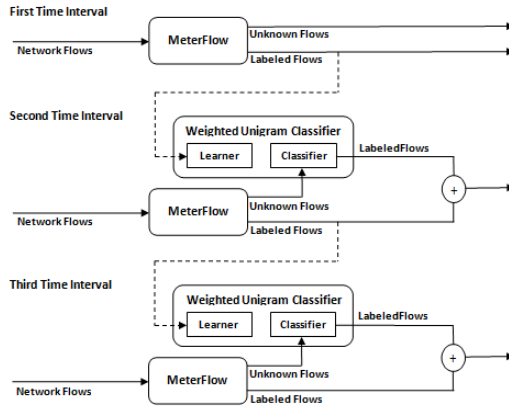 First Time Interval
MeterFlow
Unknown Flows
Network Flows
Labeled Flows
Second Time Interval
Weighted Unigram Classifier
LabeledFlows
Learner
Classifier
+
MeterFlow
Unknown Flows
Network Flows
Labeled Flows
Third Time Interval
Weighted Unigram Classifier
LabeledFlows
Learner
Classifier
+
MeterFlow
Unknown Flows
Network Flows
Labeled Flows